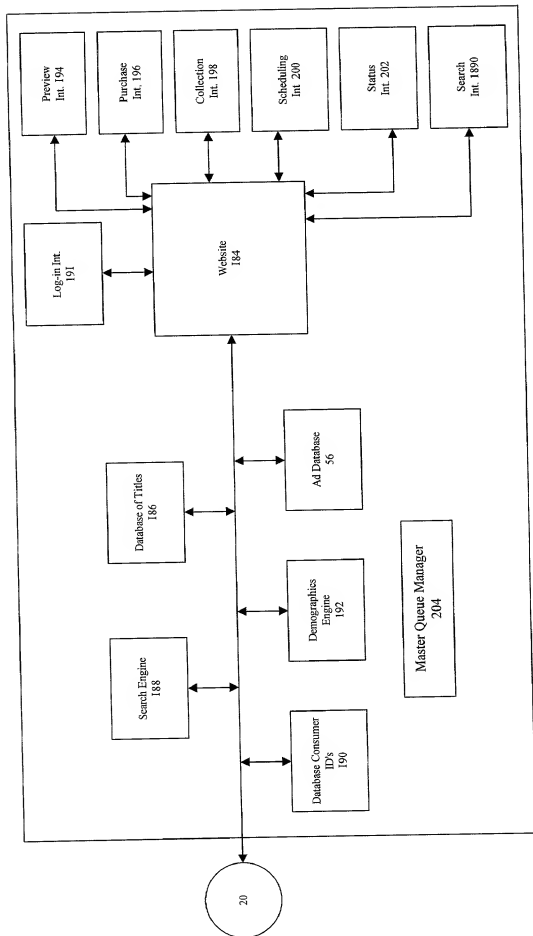 Preview
Int. 194
Purchase
Int. 196
Collection
Int. 198
Scheduling
Int 200
Status
Int. 202
Search
Int. 1890
Log-in Int.
191
Website
184
Database of Titles
186
Ad Database
56
Search Engine
188
Demographics
Engine
192
Database Consumer
ID's
190
Master Queue Manager
204
20